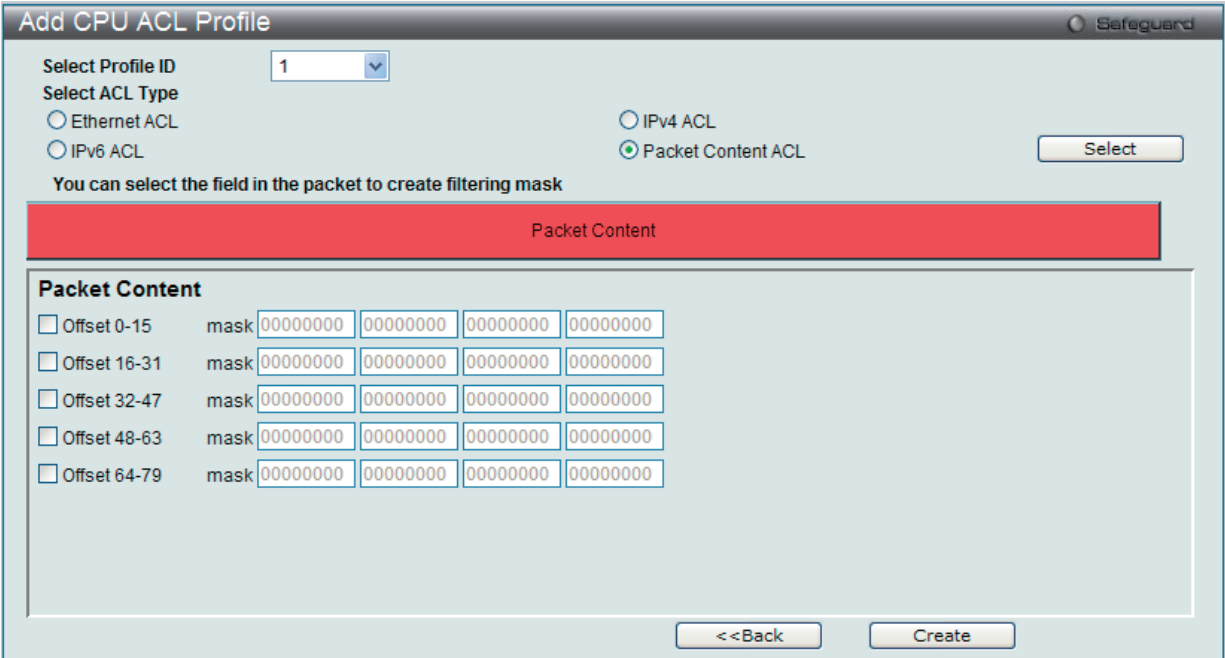 Add CPU ACL Profile Safeguard
Select Profile ID 1
Select ACL Type
Ethernet ACL IPv4 ACL
IPv6 ACL Packet Content ACL Select
You can select the field in the packet to create filtering mask
Packet Content
Packet Content
Offset 0-15 mask 00000000 00000000 00000000 00000000
Offset 16-31 mask 00000000 00000000 00000000 00000000
Offset 32-47 mask 00000000 00000000 00000000 00000000
Offset 48-63 mask 00000000 00000000 00000000 00000000
Offset 64-79 mask 00000000 00000000 00000000 00000000
<<Back Create